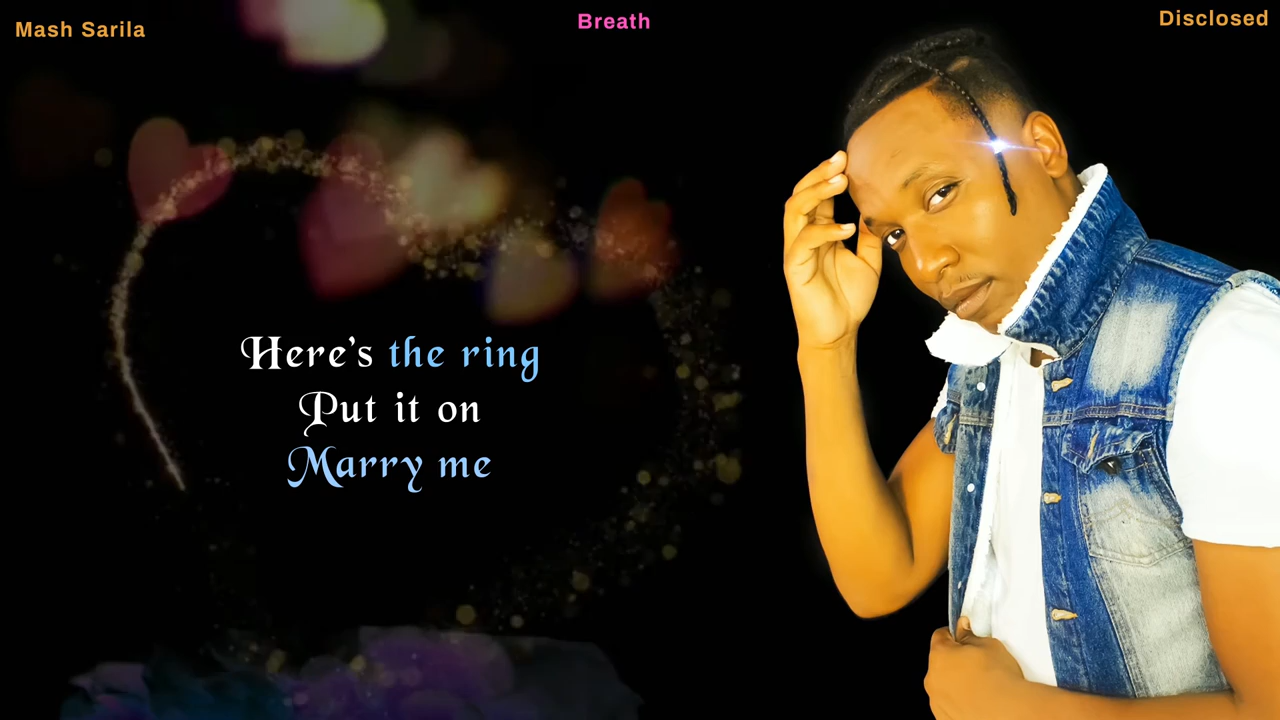 Mash Sarila
Breath
Disclosed
Here's the ring
Put it on
Marry me